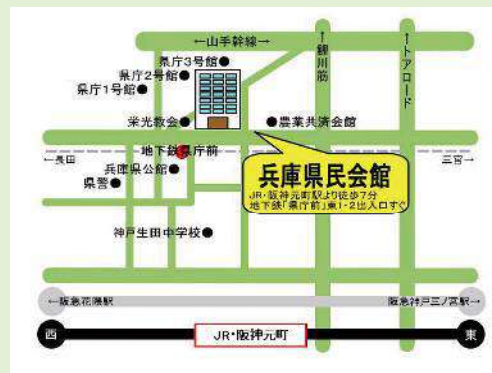 ←山手幹線→
↑鯉川筋
↑トアロード
県庁3号館
県庁2号館
県庁1号館
栄光教会
農業共済会館
←長田
地下鉄県庁前
三宮→
兵庫県公館
県警
兵庫県民会館
JR・阪神元町駅より徒歩7分
地下鉄「県庁前」東1・2出入口すぐ
神戸生田中学校
←阪急花隈駅
阪急神戸三ノ宮駅→
西
JR・阪神元町
東